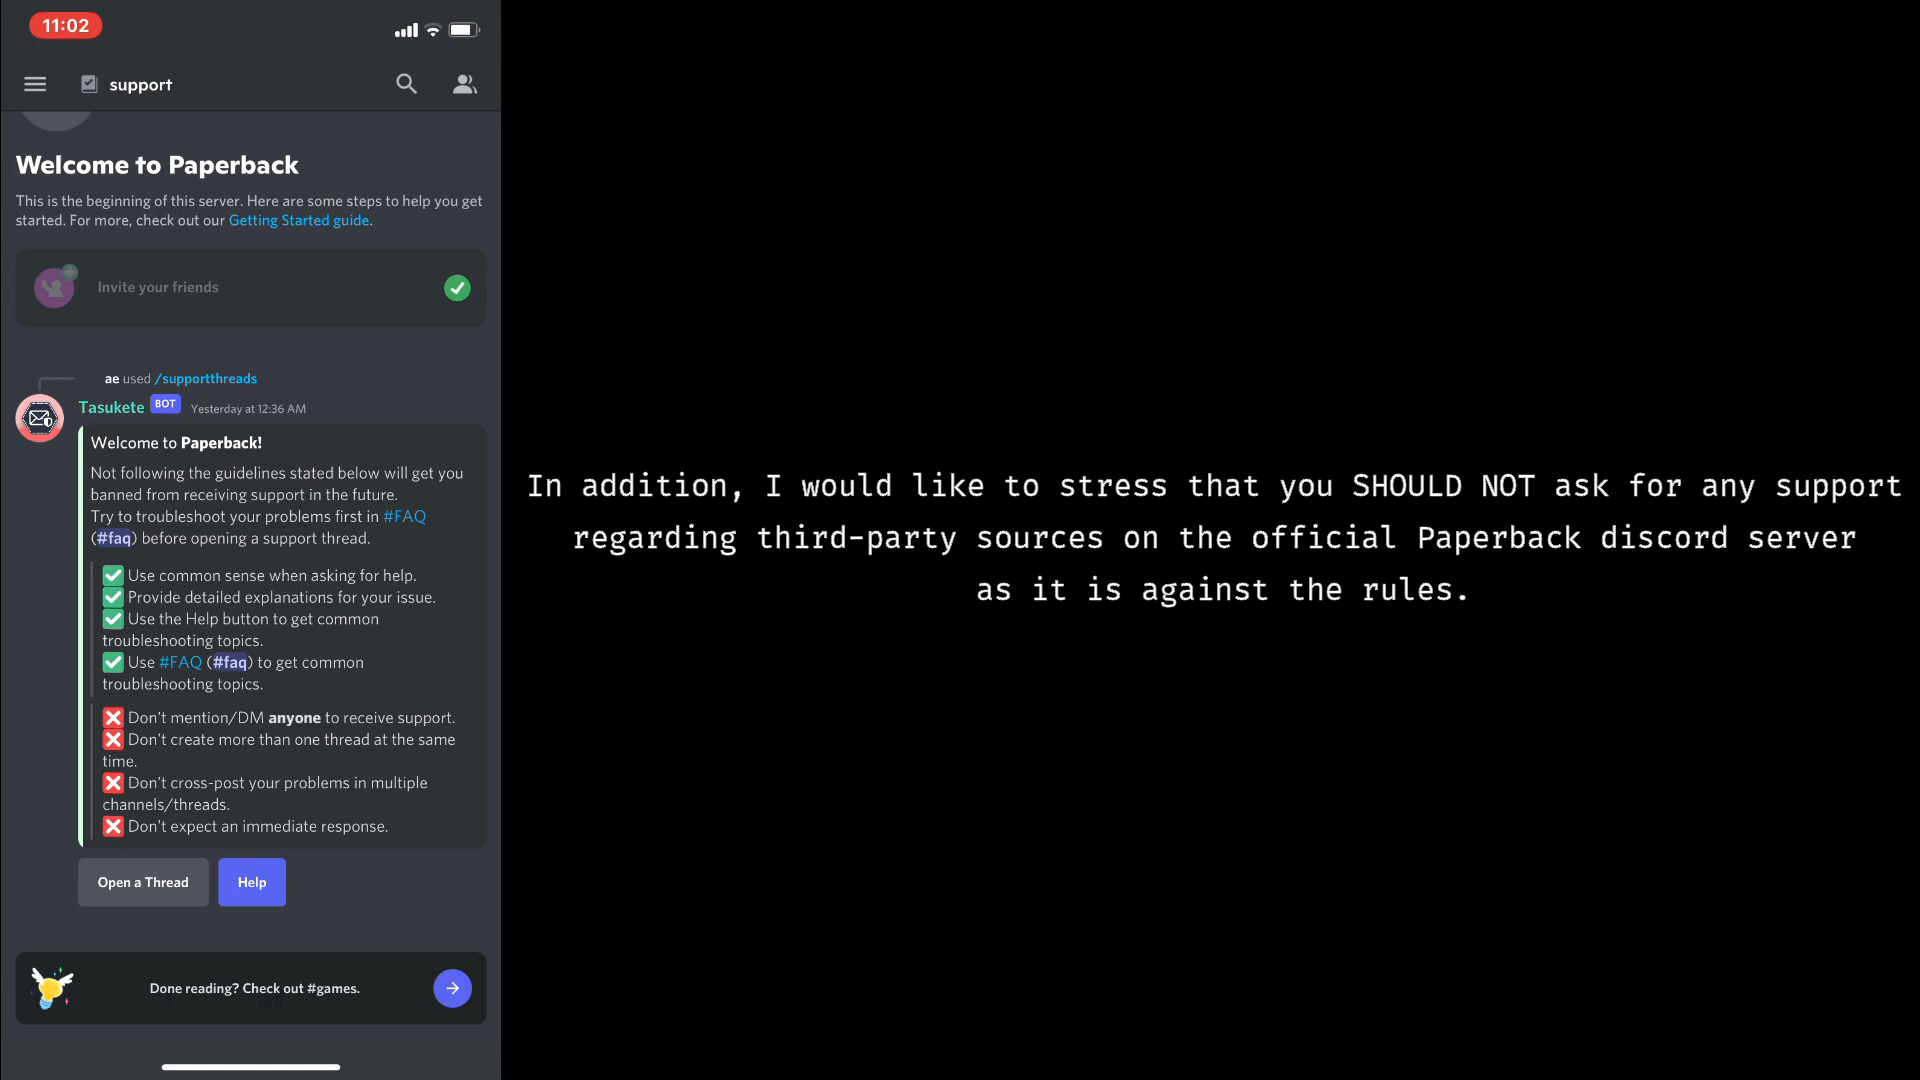 11:02
support
Welcome to Paperback
This is the beginning of this server. Here are some steps to help you get
started. For more, check out our Getting Started guide.
Invite your friends
ae used /supportthreads
Tasukete BOT Yesterday at 12:36 AM
Welcome to Paperback!
Not following the guidelines stated below will get you
banned from receiving support in the future.
Try to troubleshoot your problems first in #FAQ
(#faq) before opening a support thread.
✅ Use common sense when asking for help.
✅ Provide detailed explanations for your issue.
✅ Use the Help button to get common
troubleshooting topics.
✅ Use #FAQ (#faq) to get common
troubleshooting topics.
❌ Don't mention/DM anyone to receive support.
❌ Don't create more than one thread at the same
time.
❌ Don't cross-post your problems in multiple
channels/threads.
❌ Don't expect an immediate response.
Open a Thread
Help
Done reading? Check out #games.
In addition, I would like to stress that you SHOULD NOT ask for any support
regarding third-party sources on the official Paperback discord server
as it is against the rules.